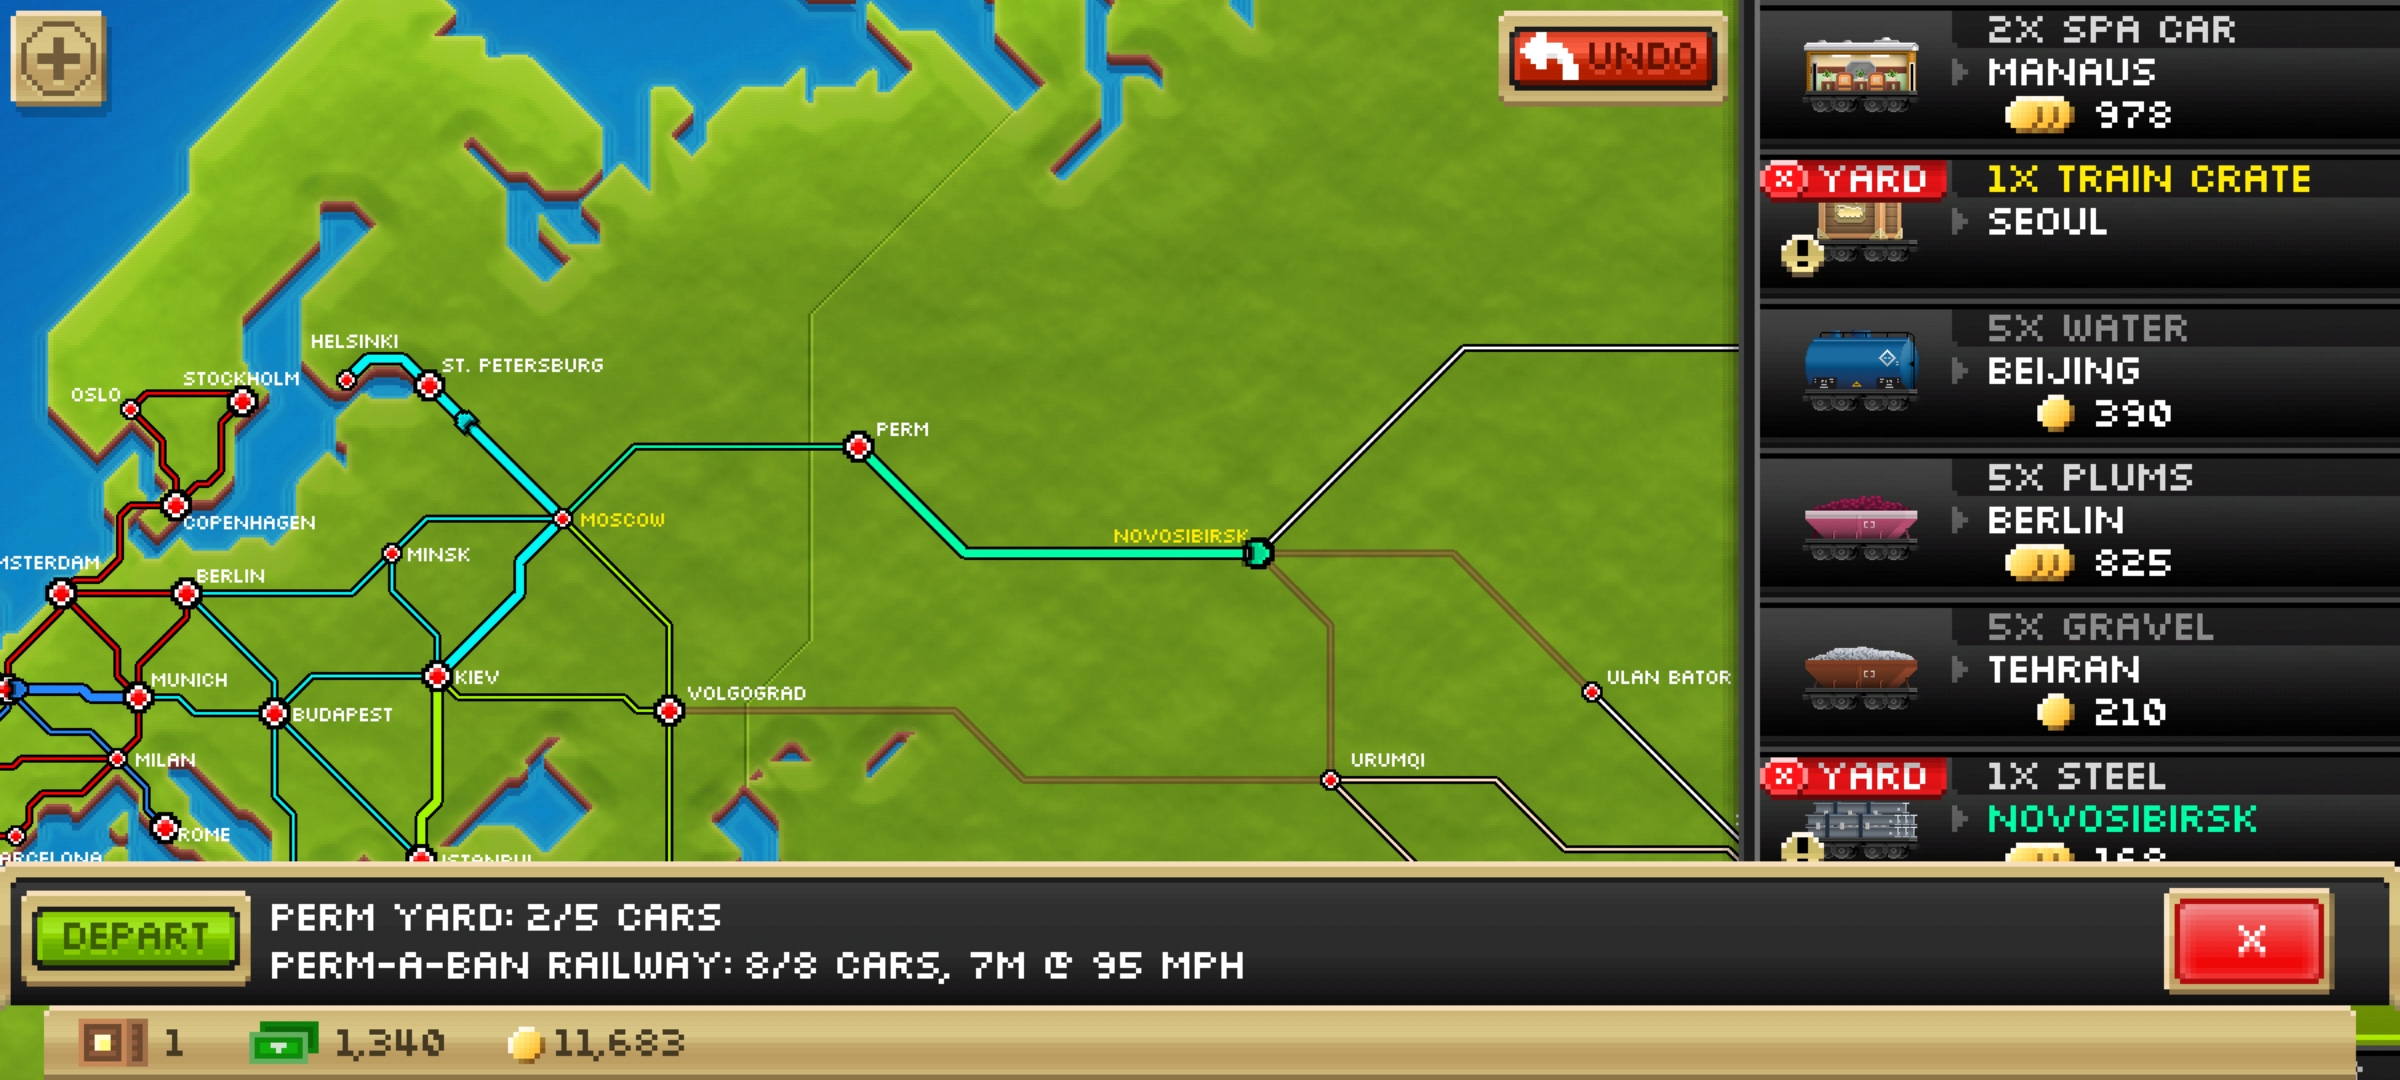 UNDO
HELSINKI
ST. PETERSBURG
STOCKHOLM
OSLO
PERM
COPENHAGEN
MOSCOW
NOVOSIBIRSK
MINSK
MSTERDAM
BERLIN
MUNICH
KIEV
ULAN BATOR
VOLGOGRAD
BUDAPEST
MILAN
URUMQI
ROME
ARCELONA
ISTANBUL
2X SPA CAR
MANAUS
978
YARD
1X TRAIN CRATE
SEOUL
5X WATER
BEIJING
390
5X PLUMS
BERLIN
825
5X GRAVEL
TEHRAN
210
YARD
1X STEEL
NOVOSIBIRSK
DEPART
PERM YARD: 2/5 CARS
PERM-A-BAN RAILWAY: 8/8 CARS, 7M @ 95 MPH
X
1
1,340
11,683